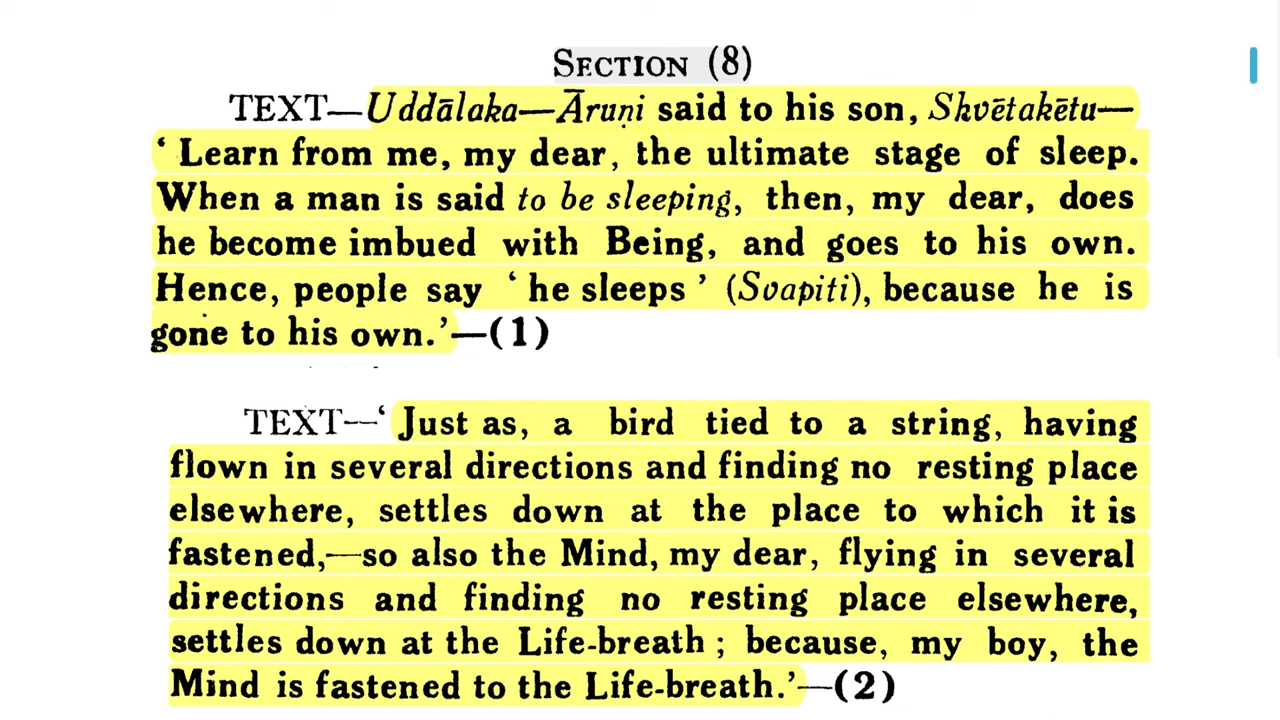 SECTION (8)
TEXT—Uddālaka—Āruṇi said to his son, Shvētakētu—
‘ Learn from me, my dear, the ultimate stage of sleep.
When a man is said to be sleeping, then, my dear, does
he become imbued with Being, and goes to his own.
Hence, people say ‘ he sleeps ’ (Svapiti), because he is
gone to his own.’—(1)
TEXT—‘ Just as, a bird tied to a string, having
flown in several directions and finding no resting place
elsewhere, settles down at the place to which it is
fastened,—so also the Mind, my dear, flying in several
directions and finding no resting place elsewhere,
settles down at the Life-breath ; because, my boy, the
Mind is fastened to the Life-breath.’—(2)